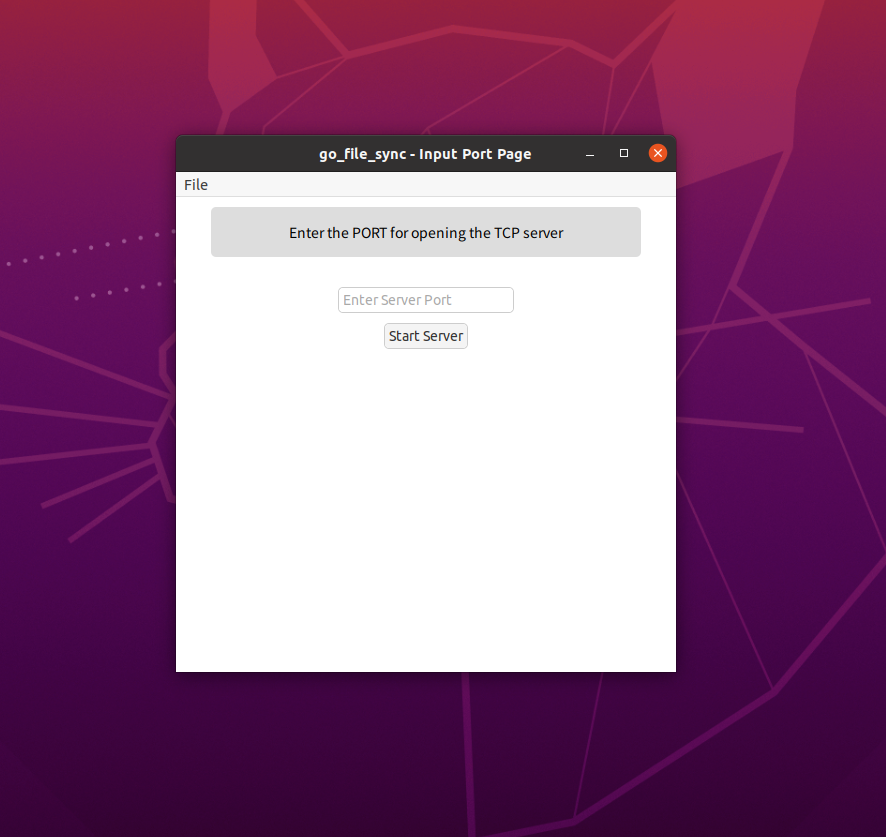 go_file_sync - Input Port Page
File
Enter the PORT for opening the TCP server
Enter Server Port
Start Server